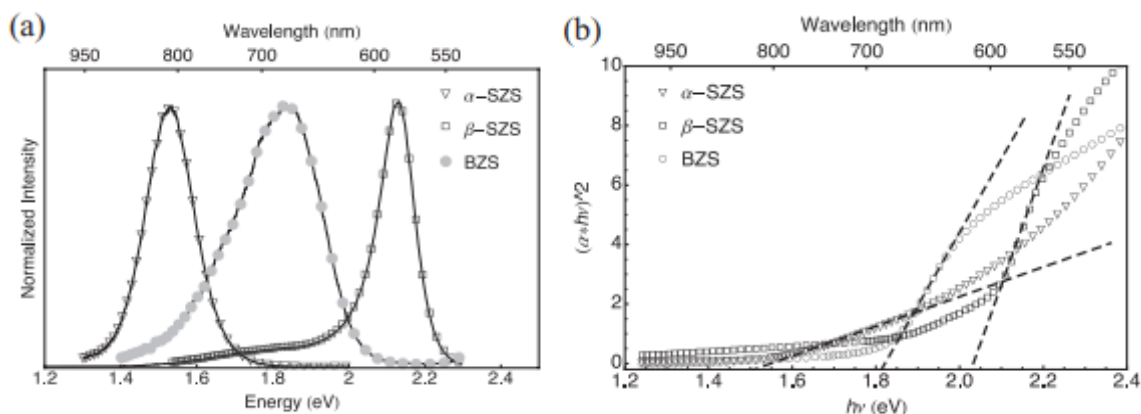 (a)
Wavelength (nm)
950 800 700 600 550
α-SZS
β-SZS
BZS
Normalized Intensity
1.2 1.4 1.6 1.8 2 2.2 2.4
Energy (eV)
(b)
Wavelength (nm)
950 800 700 600 550
10
8
6
4
2
0
α-SZS
β-SZS
BZS
(α*hν)^2
1.2 1.4 1.6 1.8 2.0 2.2 2.4
hν (eV)